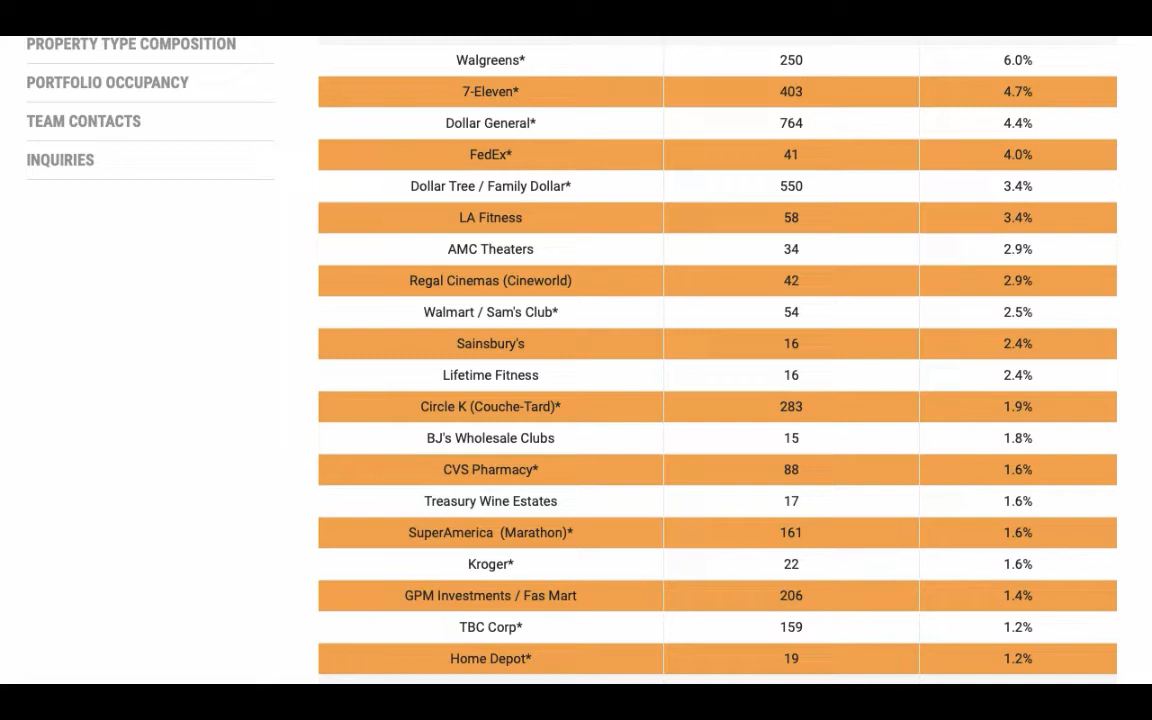 PROPERTY TYPE COMPOSITION
PORTFOLIO OCCUPANCY
TEAM CONTACTS
INQUIRIES
Walgreens* 250 6.0%
7-Eleven* 403 4.7%
Dollar General* 764 4.4%
FedEx* 41 4.0%
Dollar Tree / Family Dollar* 550 3.4%
LA Fitness 58 3.4%
AMC Theaters 34 2.9%
Regal Cinemas (Cineworld) 42 2.9%
Walmart / Sam's Club* 54 2.5%
Sainsbury's 16 2.4%
Lifetime Fitness 16 2.4%
Circle K (Couche-Tard)* 283 1.9%
BJ's Wholesale Clubs 15 1.8%
CVS Pharmacy* 88 1.6%
Treasury Wine Estates 17 1.6%
SuperAmerica (Marathon)* 161 1.6%
Kroger* 22 1.6%
GPM Investments / Fas Mart 206 1.4%
TBC Corp* 159 1.2%
Home Depot* 19 1.2%